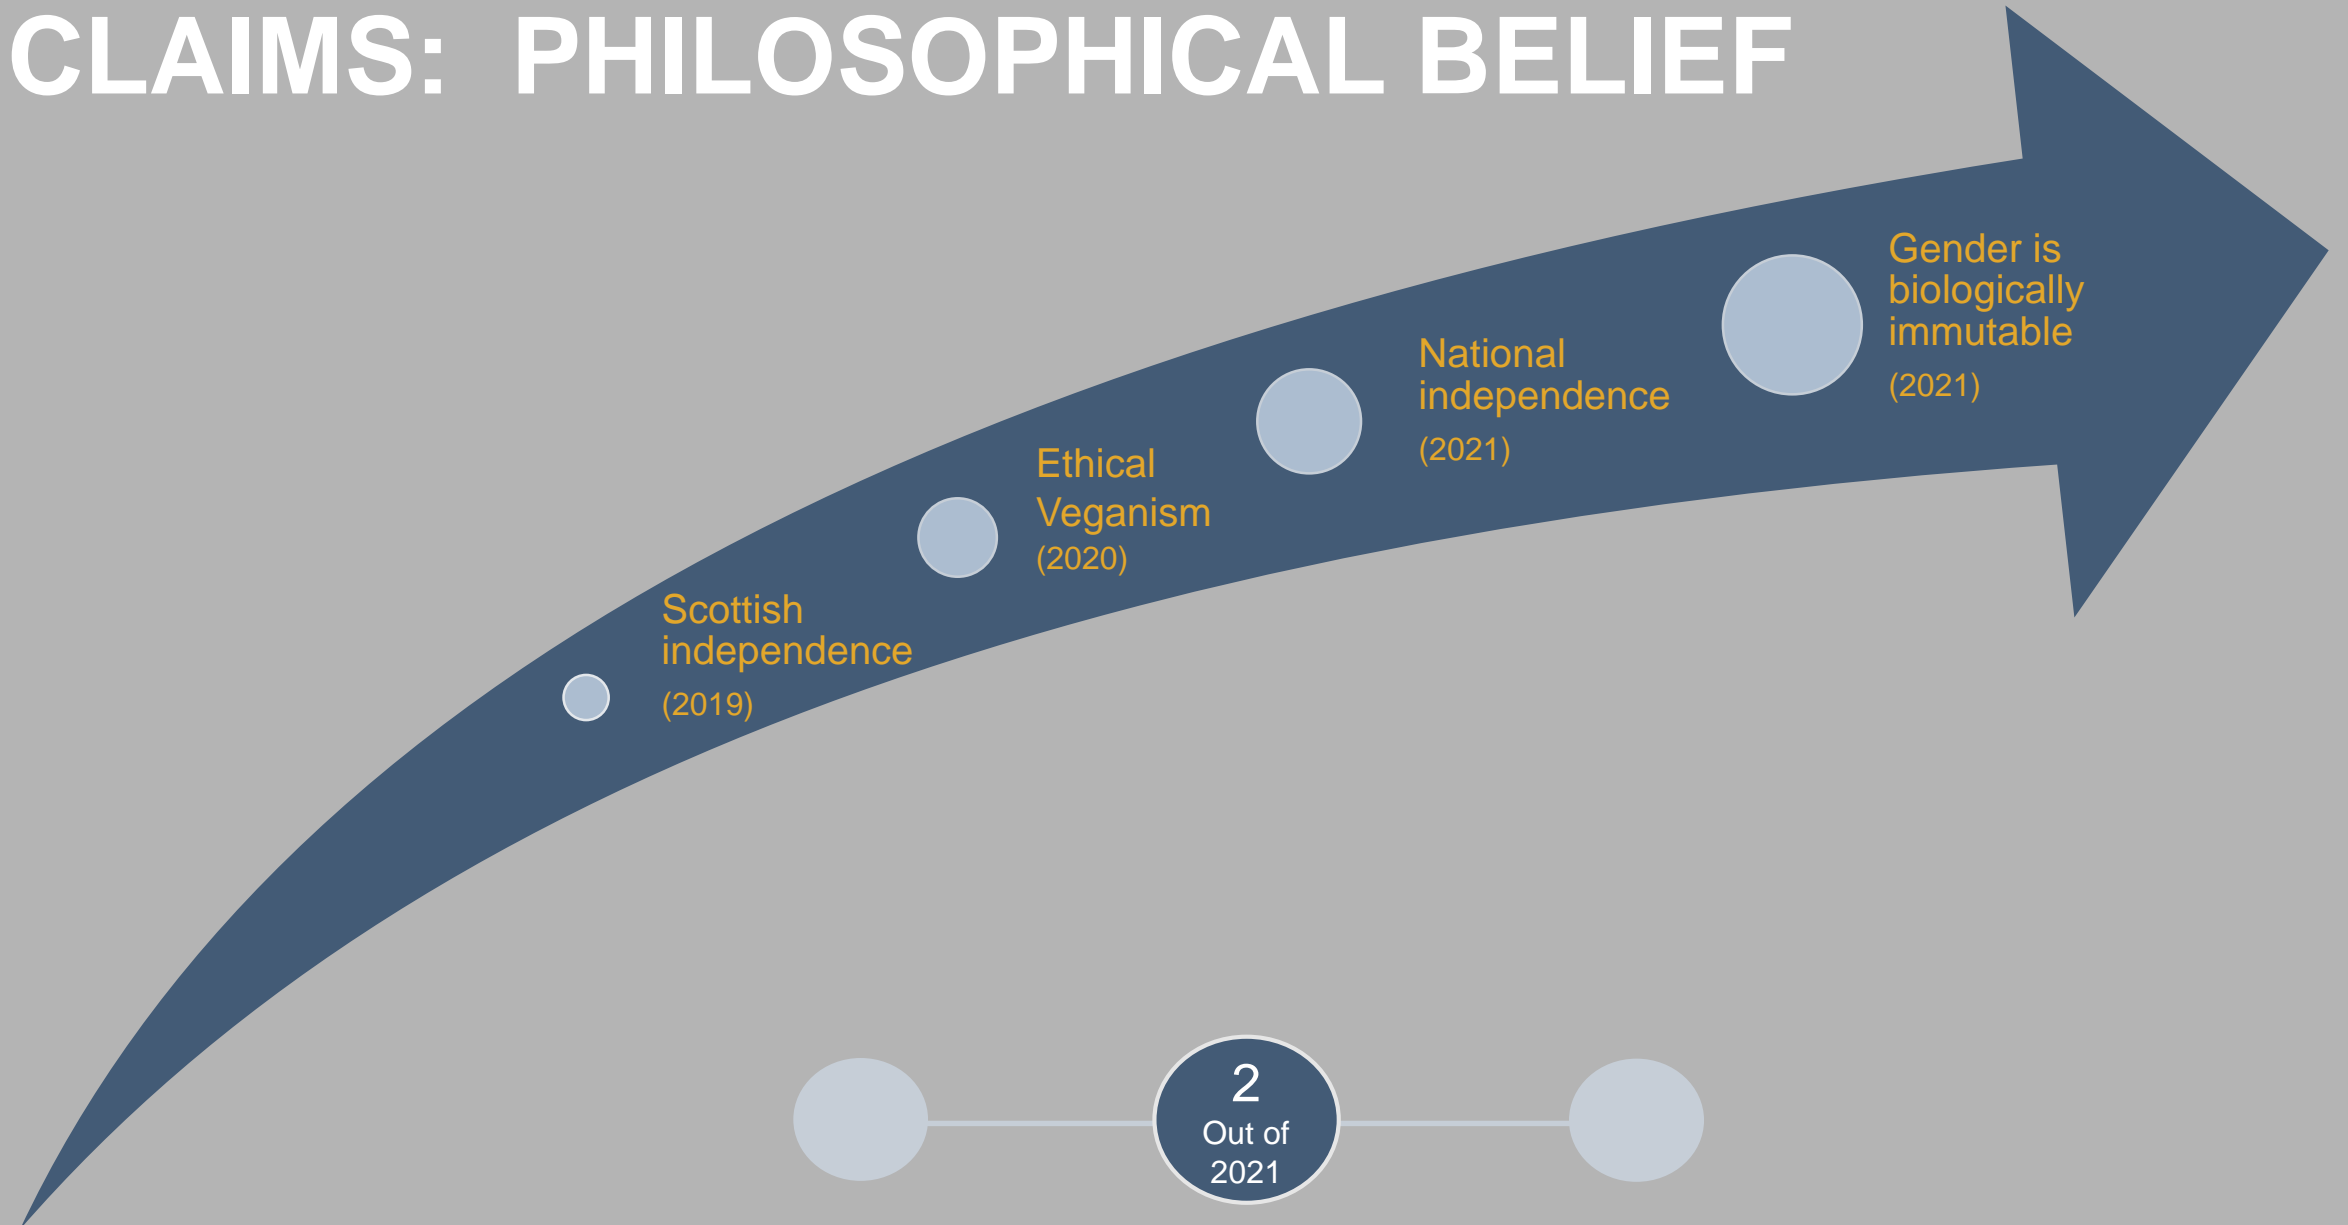 CLAIMS: PHILOSOPHICAL BELIEF
Scottish
independence
(2019)
Ethical
Veganism
(2020)
National
independence
(2021)
Gender is
biologically
immutable
(2021)
2
Out of
2021